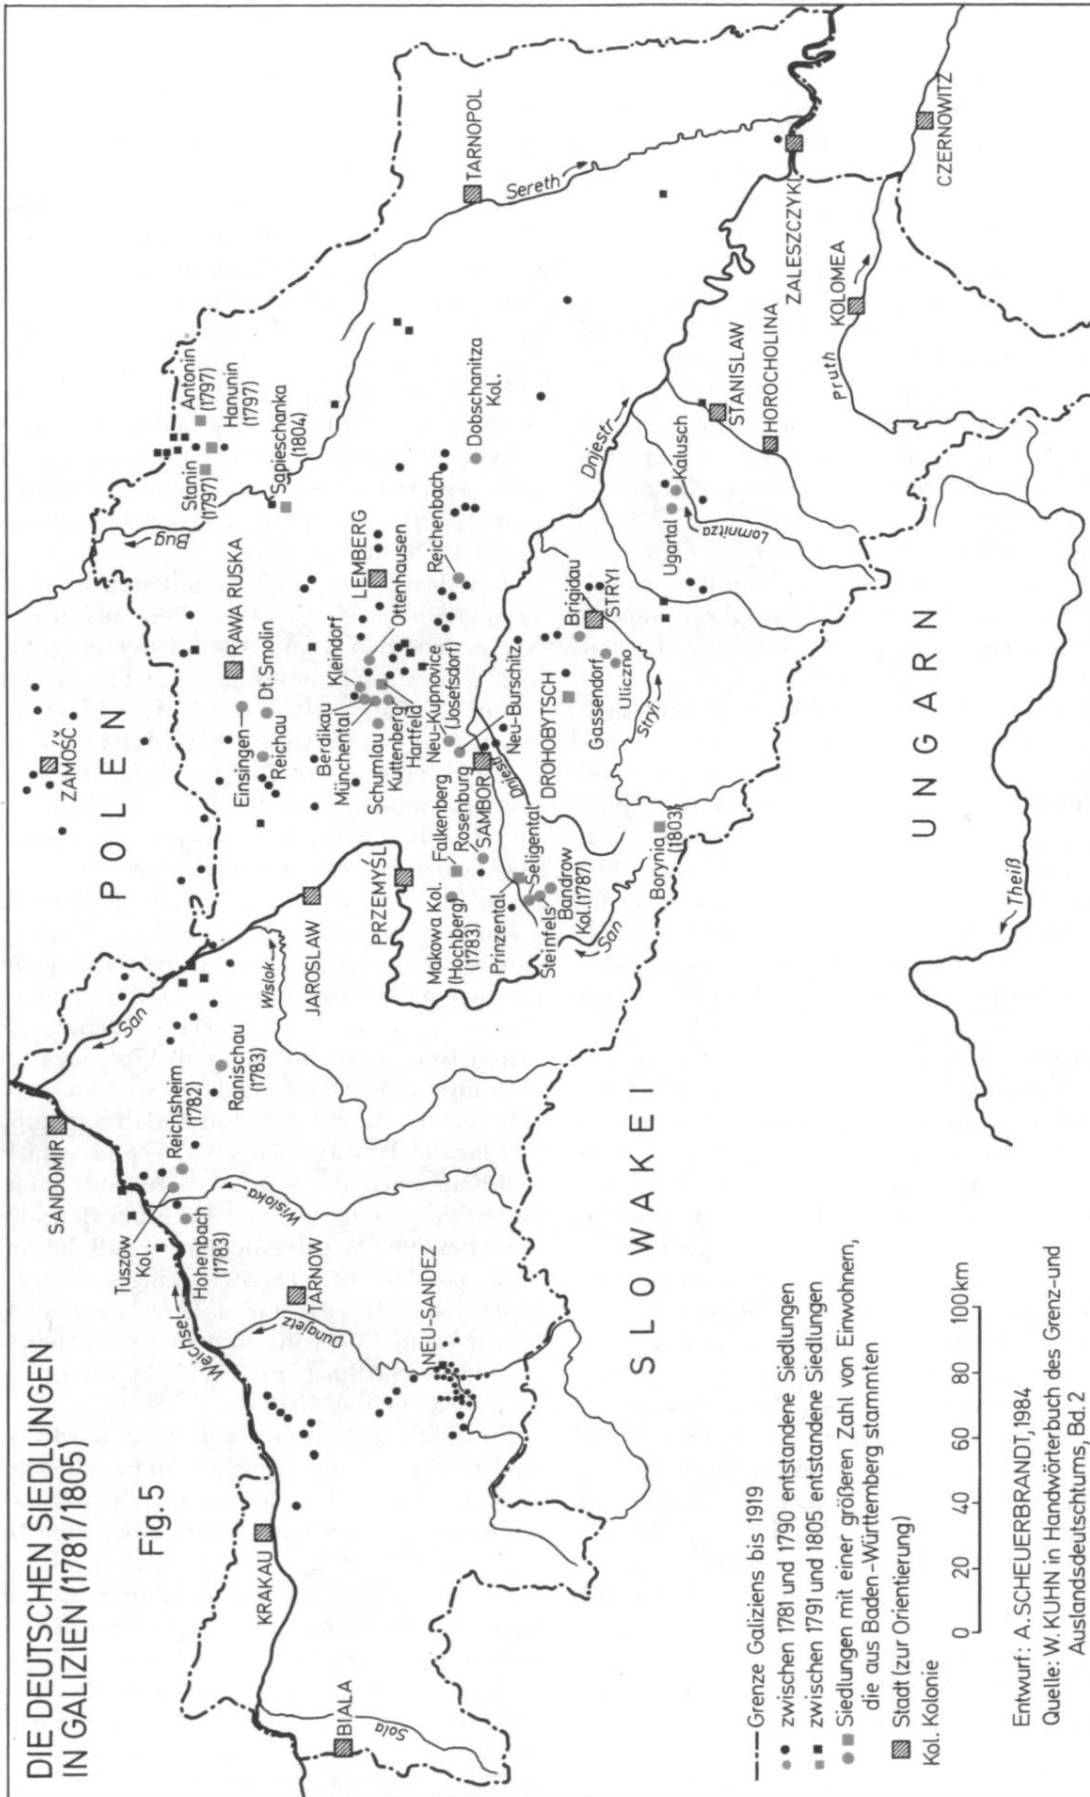 DIE DEUTSCHEN SIEDLUNGEN
IN GALIZIEN (1781/1805)
Fig. 5
POLEN
ZAMOŠČ
SANDOMIR
San
Tuszów
Kol.
Reichsheim
(1782)
Hohenbach
(1783)
Ranischau
(1783)
Weichsel
Wisloka
Wislok
TARNOW
Dungjetz
KRAKAU
BIALA
Sola
NEU-SANDEZ
JAROSLAW
PRZEMYŚL
RAWA RUSKA
Einsingen
Dt. Smolin
Reichau
Bug
Stanin
(1797)
Antonin
(1797)
Hanunin
(1797)
Sapieschanka
(1804)
LEMBERG
Ottenhausen
Kleindorf
Berdikau
Münchental
Schumlau
Kuttenberg
Hartfeld
Neu-Kupnovice
(Josefsdorf)
Reichenbach
Dobschanitza
Kol.
Neu-Burschitz
Makowa Kol.
(Hochberg)
(1783)
Falkenberg
Rosenburg
SAMBOR
Dnjestr
Prinzental
Seligental
Steinfels
Bandrow
Kol. (1787)
San
DROHOBYTSCH
Gassendorf
Uliczno
Brigidau
STRYI
Stryi
Borynia
(1803)
Dnjestr
Ugartal
Kalusch
Lomnitza
STANISLAW
HOROCHOLINA
TARNOPOL
Sereth
ZALESZCZYKI
KOLOMEA
Pruth
CZERNOWITZ
SLOWAKEI
UNGARN
Theiß
Grenze Galiziens bis 1919
zwischen 1781 und 1790 entstandene Siedlungen
zwischen 1791 und 1805 entstandene Siedlungen
Siedlungen mit einer größeren Zahl von Einwohnern,
die aus Baden-Württemberg stammten
Stadt (zur Orientierung)
Kol. Kolonie
0 20 40 60 80 100 km
Entwurf: A. SCHEUERBRANDT, 1984
Quelle: W. KUHN in Handwörterbuch des Grenz-und
Auslandsdeutschtums, Bd. 2